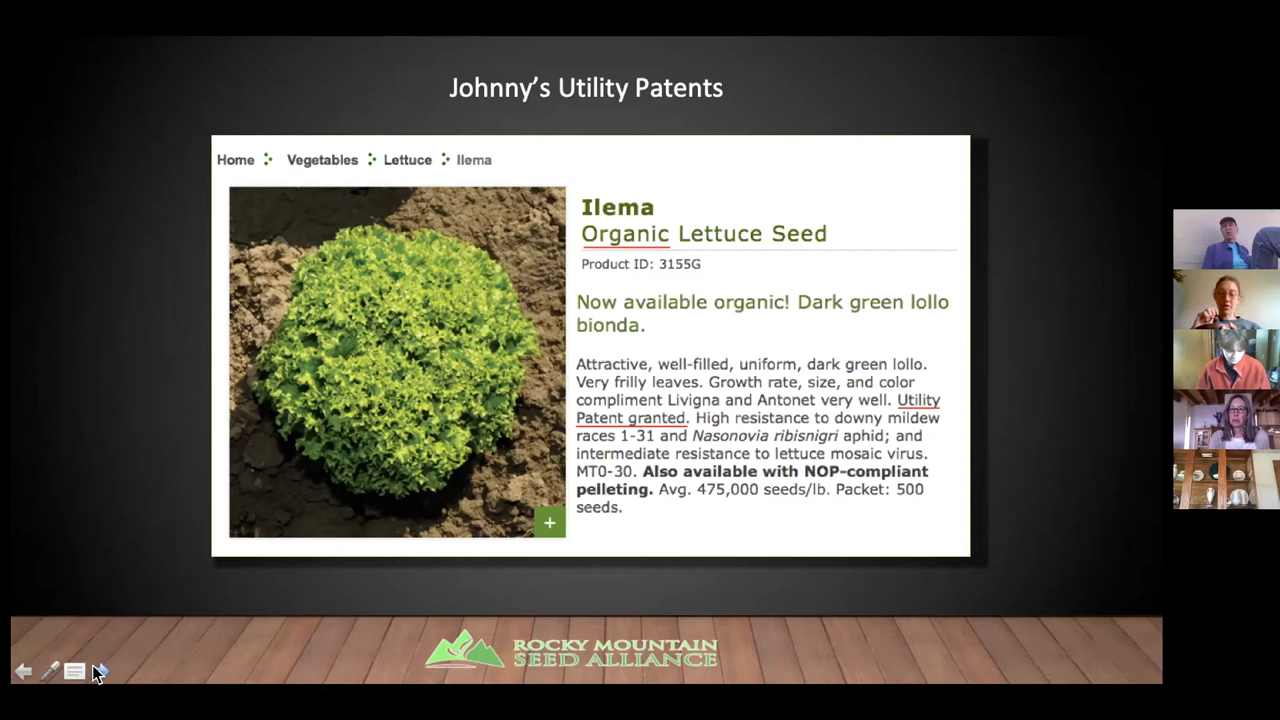 Johnny's Utility Patents
Home Vegetables Lettuce Ilema
Ilema
Organic Lettuce Seed
Product ID: 3155G
Now available organic! Dark green lollo
bionda.
Attractive, well-filled, uniform, dark green lollo.
Very frilly leaves. Growth rate, size, and color
compliment Livigna and Antonet very well. Utility
Patent granted. High resistance to downy mildew
races 1-31 and Nasonovia ribisnigri aphid; and
intermediate resistance to lettuce mosaic virus.
MT0-30. Also available with NOP-compliant
pelleting. Avg. 475,000 seeds/lb. Packet: 500
seeds.
ROCKY MOUNTAIN
SEED ALLIANCE